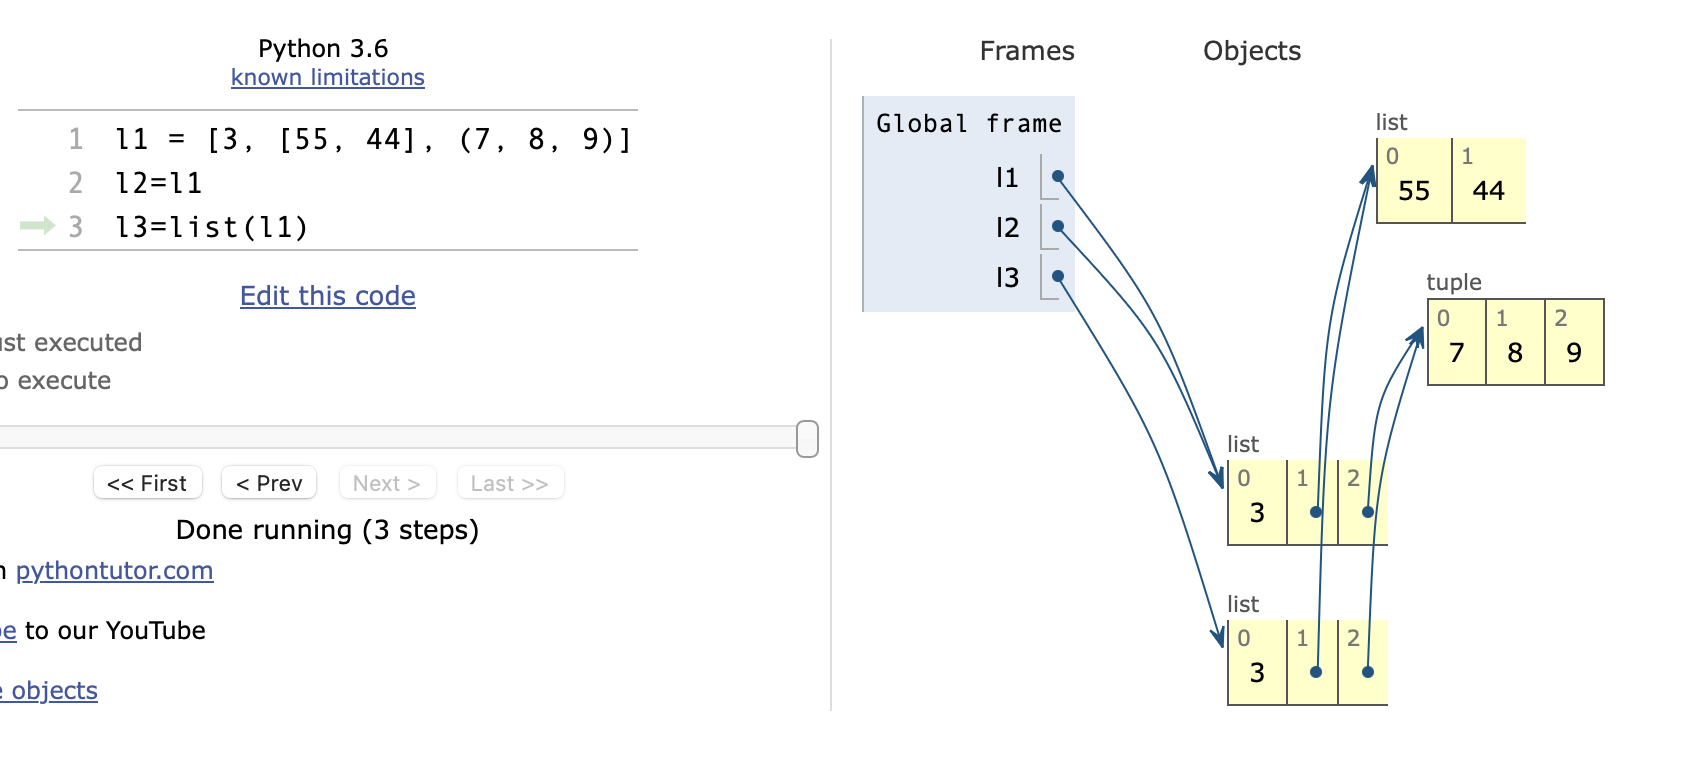 Python 3.6
known limitations
1 l1 = [3, [55, 44], (7, 8, 9)]
2 l2=l1
3 l3=list(l1)
Edit this code
executed
execute
<< First < Prev Next > Last >>
Done running (3 steps)
pythontutor.com
to our YouTube
objects
Frames Objects
Global frame
l1
l2
l3
list
0 1
55 44
tuple
0 1 2
7 8 9
list
0 1 2
3
list
0 1 2
3